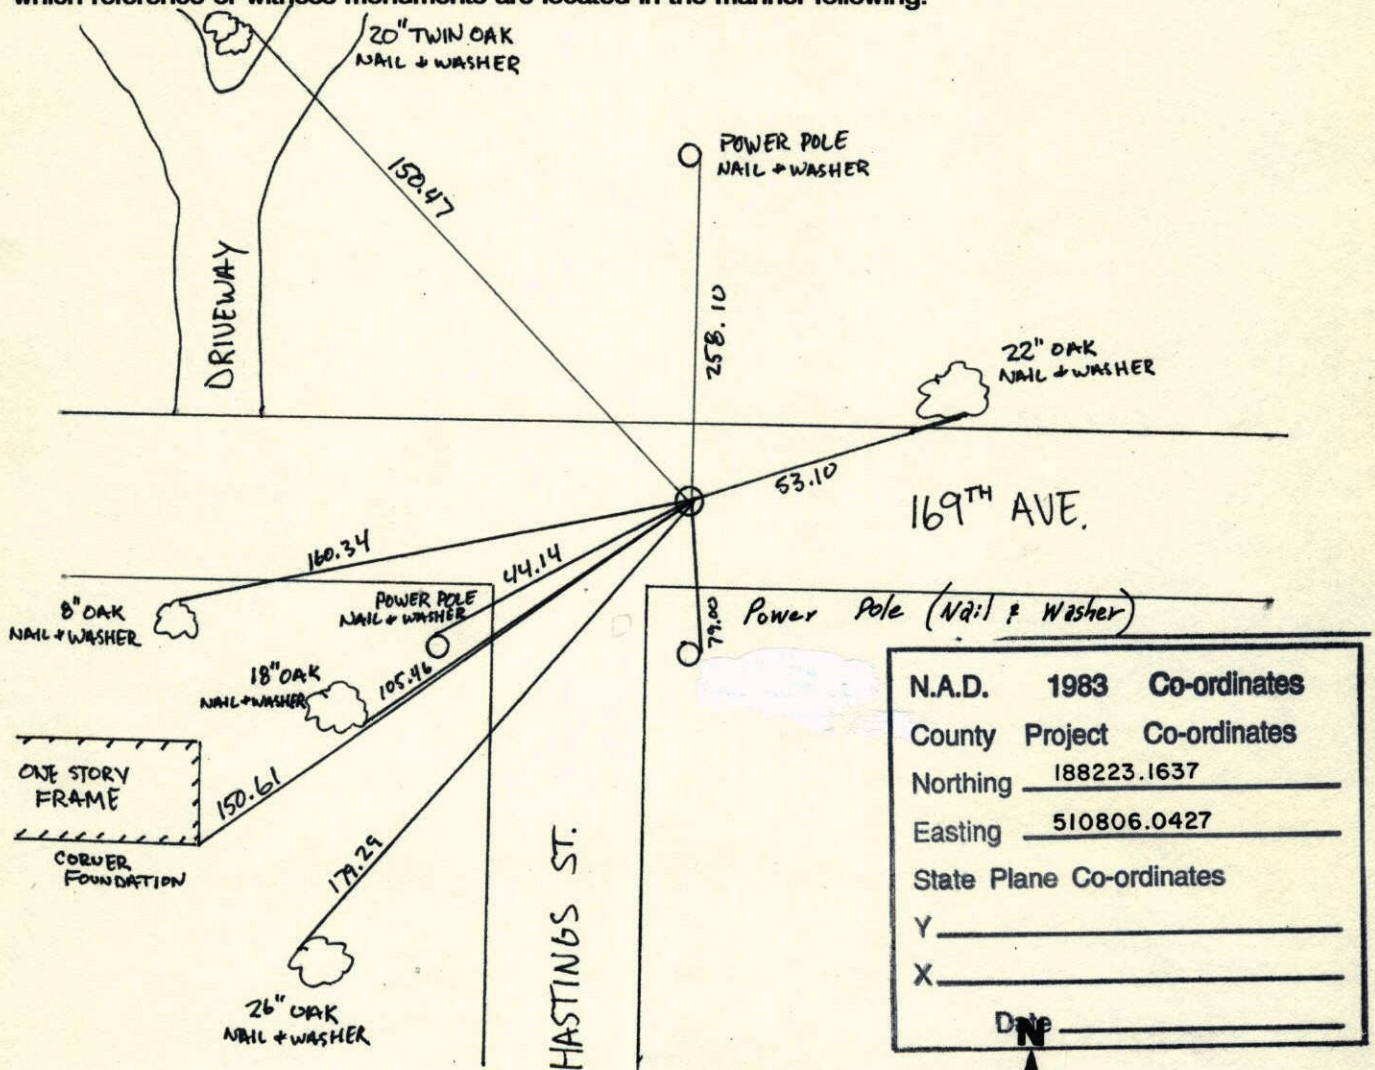 which reference or witness monuments are located in the manner following:
20" TWIN OAK
NAIL & WASHER
POWER POLE
NAIL & WASHER
150.47
DRIVEWAY
258.10
22" OAK
NAIL & WASHER
53.10
169TH AVE.
160.34
44.14
8" OAK
NAIL & WASHER
POWER POLE
NAIL & WASHER
79.00
Power Pole (Nail & Washer)
18" OAK
NAIL & WASHER
105.46
ONE STORY
FRAME
150.61
CORNER
FOUNDATION
179.29
26" OAK
NAIL & WASHER
HASTINGS ST.
N.A.D. 1983 Co-ordinates
County Project Co-ordinates
Northing 188223.1637
Easting 510806.0427
State Plane Co-ordinates
Y
X
Date
N